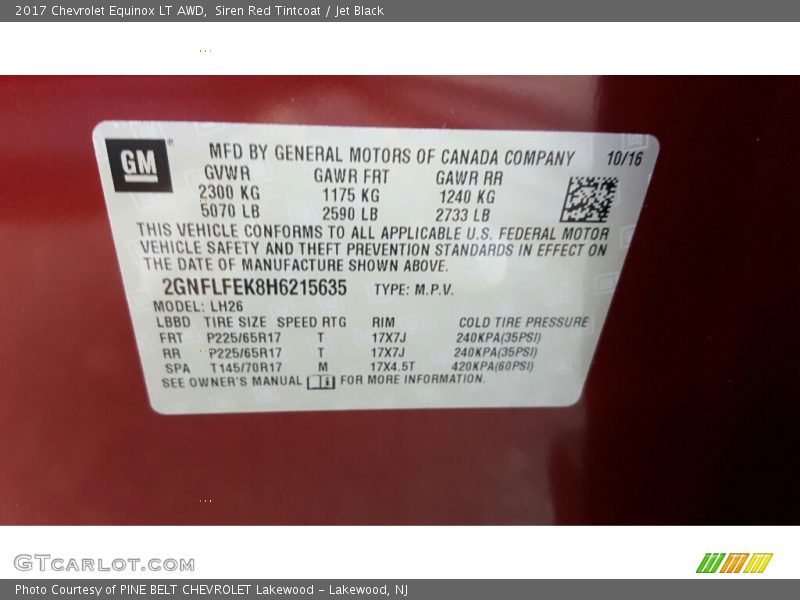 2017 Chevrolet Equinox LT AWD,  Siren Red Tintcoat / Jet Black
GM
MFD BY GENERAL MOTORS OF CANADA COMPANY 10/16
GVWR GAWR FRT GAWR RR
2300 KG 1175 KG 1240 KG
5070 LB 2590 LB 2733 LB
THIS VEHICLE CONFORMS TO ALL APPLICABLE U.S. FEDERAL MOTOR
VEHICLE SAFETY AND THEFT PREVENTION STANDARDS IN EFFECT ON
THE DATE OF MANUFACTURE SHOWN ABOVE.
2GNFLFEK8H6215635 TYPE: M.P.V.
MODEL: LH26
LBBD TIRE SIZE SPEED RTG RIM COLD TIRE PRESSURE
FRT P225/65R17 T 17X7J 240KPA(35PSI)
RR P225/65R17 T 17X7J 240KPA(35PSI)
SPA T145/70R17 M 17X4.5T 420KPA(60PSI)
SEE OWNER'S MANUAL FOR MORE INFORMATION.
GTCARLOT.COM
Photo Courtesy of PINE BELT CHEVROLET Lakewood - Lakewood, NJ